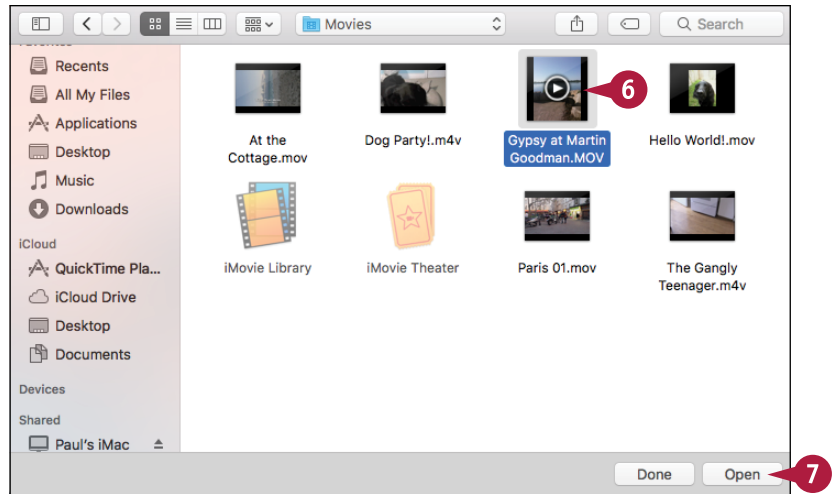 Movies
Search
Recents
All My Files
Applications
Desktop
Music
Downloads
iCloud
QuickTime Pla...
iCloud Drive
Desktop
Documents
Devices
Shared
Paul's iMac
At the
Cottage.mov
Dog Party!.m4v
Gypsy at Martin
Goodman.MOV
Hello World!.mov
6
iMovie Library
iMovie Theater
Paris 01.mov
The Gangly
Teenager.m4v
Done
Open
7